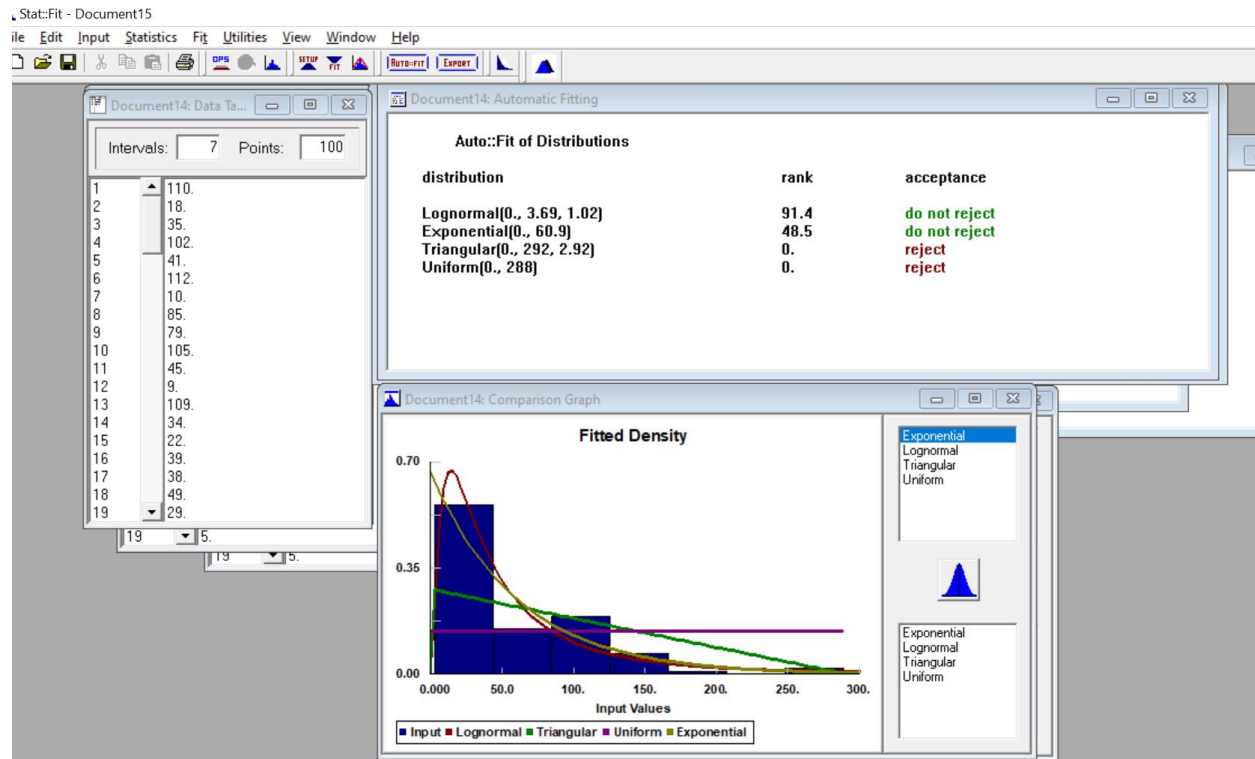 Stat::Fit - Document15
ile Edit Input Statistics Fit Utilities View Window Help
OPS SETUP FIT AUTO::FIT EXPORT
Document14: Data Ta...
Intervals: 7 Points: 100
1 110.
2 18.
3 35.
4 102.
5 41.
6 112.
7 10.
8 85.
9 79.
10 105.
11 45.
12 9.
13 109.
14 34.
15 22.
16 39.
17 38.
18 49.
19 29.
19 5.
19 5.
Document14: Automatic Fitting
Auto::Fit of Distributions
distribution rank acceptance
Lognormal(0., 3.69, 1.02) 91.4 do not reject
Exponential(0., 60.9) 48.5 do not reject
Triangular(0., 292, 2.92) 0. reject
Uniform(0., 288) 0. reject
Document14: Comparison Graph
Fitted Density
0.70
0.35
0.00
0.000 50.0 100. 150. 200. 250. 300.
Input Values
Input Lognormal Triangular Uniform Exponential
Exponential
Lognormal
Triangular
Uniform
Exponential
Lognormal
Triangular
Uniform